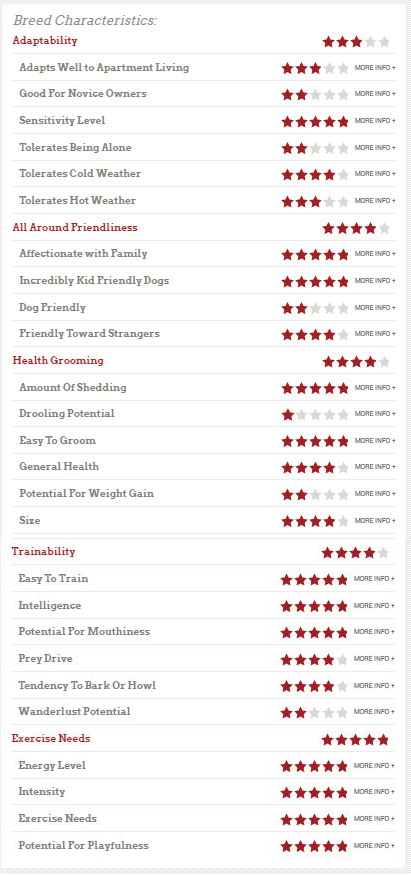 Breed Characteristics:
Adaptability
Adapts Well to Apartment Living MORE INFO +
Good For Novice Owners MORE INFO +
Sensitivity Level MORE INFO +
Tolerates Being Alone MORE INFO +
Tolerates Cold Weather MORE INFO +
Tolerates Hot Weather MORE INFO +
All Around Friendliness
Affectionate with Family MORE INFO +
Incredibly Kid Friendly Dogs MORE INFO +
Dog Friendly MORE INFO +
Friendly Toward Strangers MORE INFO +
Health Grooming
Amount Of Shedding MORE INFO +
Drooling Potential MORE INFO +
Easy To Groom MORE INFO +
General Health MORE INFO +
Potential For Weight Gain MORE INFO +
Size MORE INFO +
Trainability
Easy To Train MORE INFO +
Intelligence MORE INFO +
Potential For Mouthiness MORE INFO +
Prey Drive MORE INFO +
Tendency To Bark Or Howl MORE INFO +
Wanderlust Potential MORE INFO +
Exercise Needs
Energy Level MORE INFO +
Intensity MORE INFO +
Exercise Needs MORE INFO +
Potential For Playfulness MORE INFO +